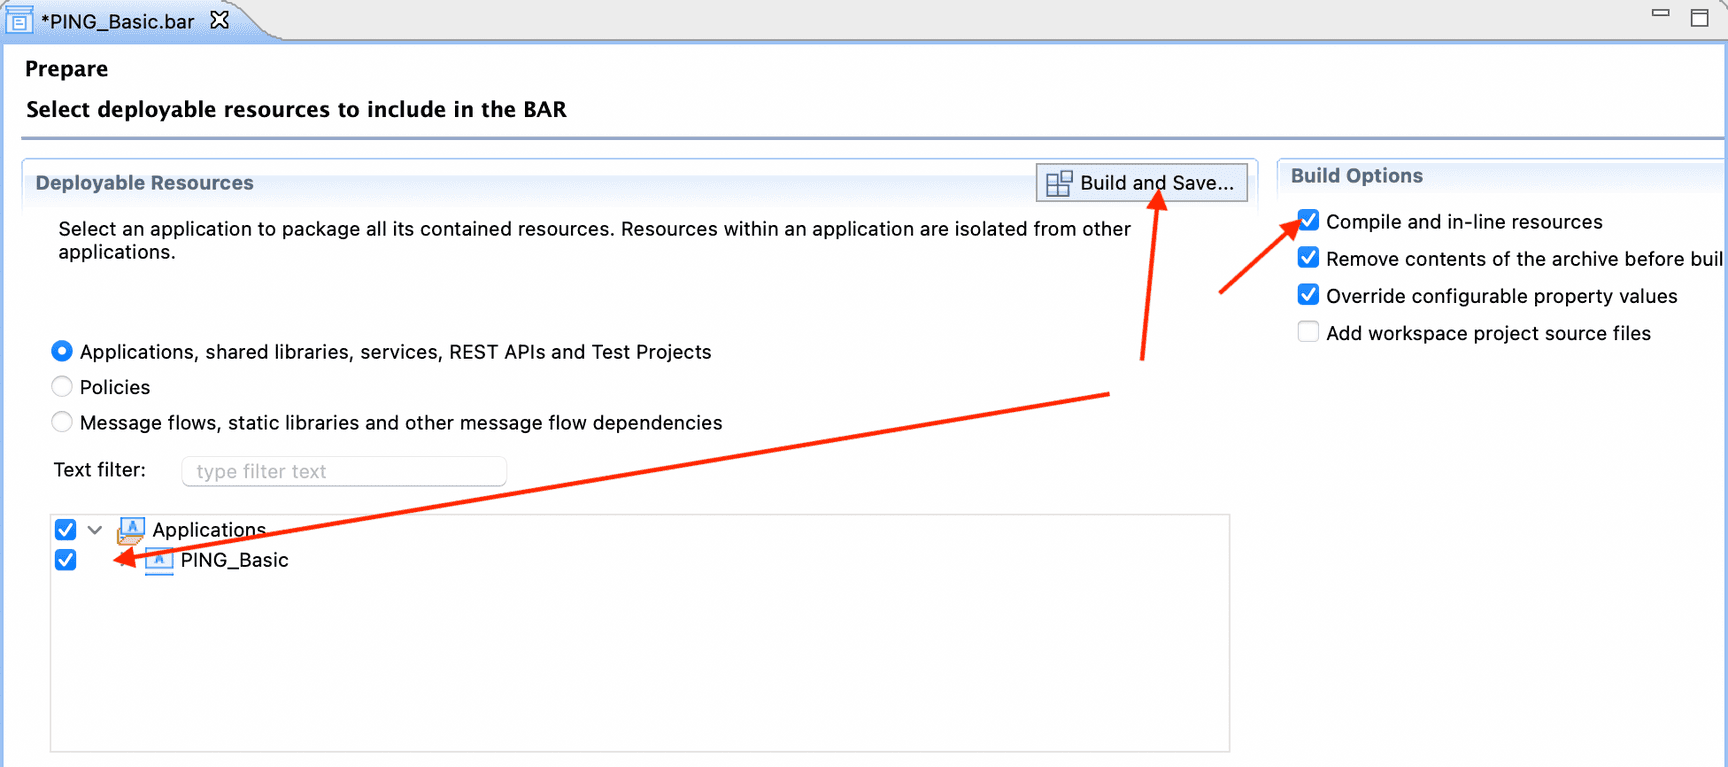 *PING_Basic.bar
Prepare
Select deployable resources to include in the BAR
Deployable Resources
Build and Save...
Select an application to package all its contained resources. Resources within an application are isolated from other
applications.
Applications, shared libraries, services, REST APIs and Test Projects
Policies
Message flows, static libraries and other message flow dependencies
Text filter:
type filter text
Applications
PING_Basic
Build Options
Compile and in-line resources
Remove contents of the archive before buil
Override configurable property values
Add workspace project source files